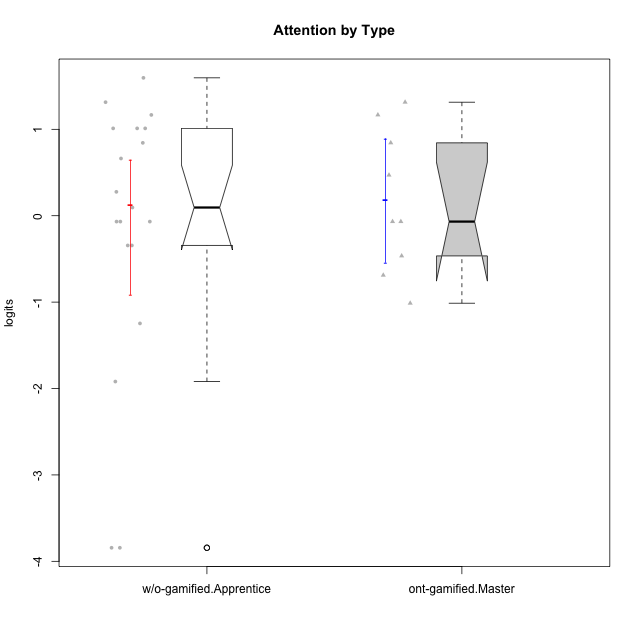 Attention by Type
logits
1
0
-1
-2
-3
-4
w/o-gamified.Apprentice
ont-gamified.Master